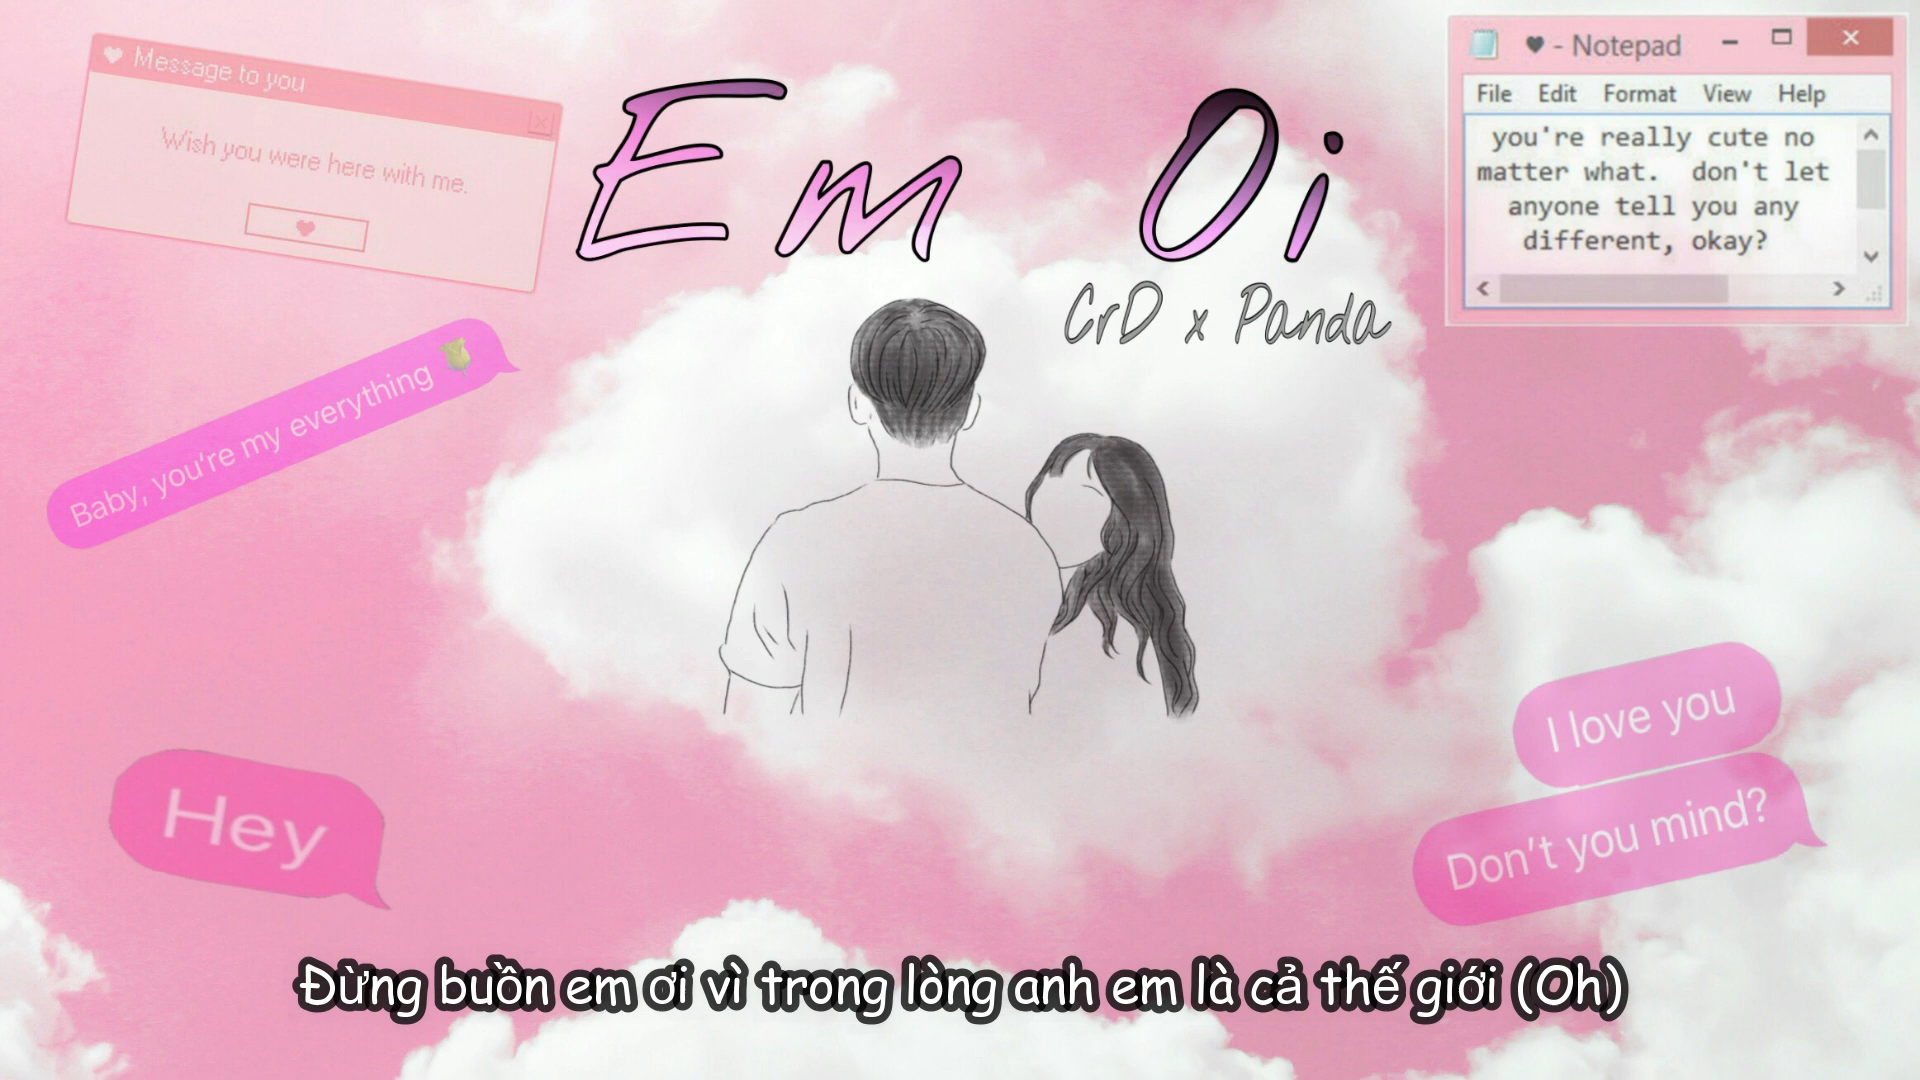 Message to you
Wish you were here with me.
Em Oi
CrD x Panda
- Notepad
File Edit Format View Help
you're really cute no
matter what. don't let
anyone tell you any
different, okay?
Baby, you're my everything
Hey
I love you
Don't you mind?
Đừng buồn em ơi vì trong lòng anh em là cả thế giới (Oh)